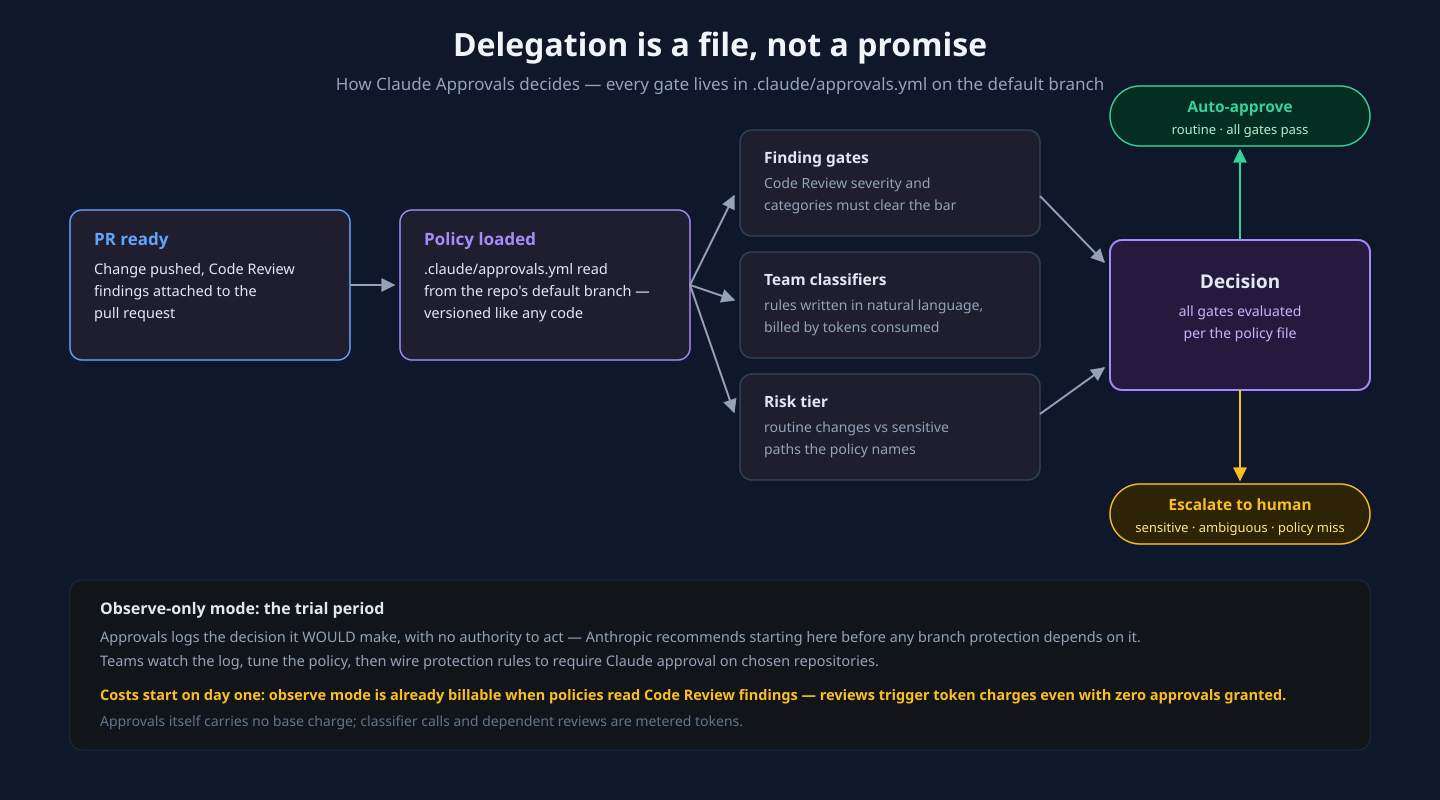 Delegation is a file, not a promise
How Claude Approvals decides — every gate lives in .claude/approvals.yml on the default branch
PR ready
Change pushed, Code Review
findings attached to the
pull request
Policy loaded
.claude/approvals.yml read
from the repo's default branch —
versioned like any code
Finding gates
Code Review severity and
categories must clear the bar
Team classifiers
rules written in natural language,
billed by tokens consumed
Risk tier
routine changes vs sensitive
paths the policy names
Auto-approve
routine · all gates pass
Decision
all gates evaluated
per the policy file
Escalate to human
sensitive · ambiguous · policy miss
Observe-only mode: the trial period
Approvals logs the decision it WOULD make, with no authority to act — Anthropic recommends starting here before any branch protection depends on it.
Teams watch the log, tune the policy, then wire protection rules to require Claude approval on chosen repositories.
Costs start on day one: observe mode is already billable when policies read Code Review findings — reviews trigger token charges even with zero approvals granted.
Approvals itself carries no base charge; classifier calls and dependent reviews are metered tokens.